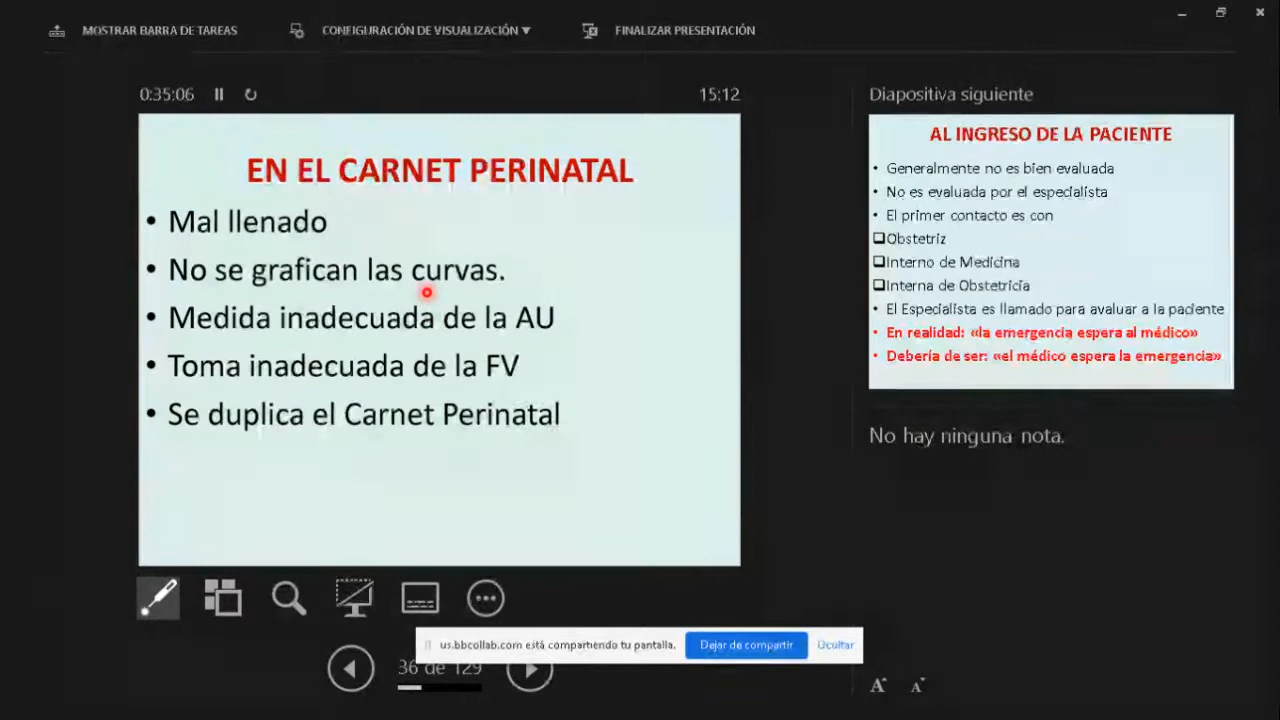 MOSTRAR BARRA DE TAREAS
CONFIGURACIÓN DE VISUALIZACIÓN ▼
FINALIZAR PRESENTACIÓN
0:35:06
15:12
EN EL CARNET PERINATAL
• Mal llenado
• No se grafican las curvas.
• Medida inadecuada de la AU
• Toma inadecuada de la FV
• Se duplica el Carnet Perinatal
Diapositiva siguiente
AL INGRESO DE LA PACIENTE
• Generalmente no es bien evaluada
• No es evaluada por el especialista
• El primer contacto es con
❑Obstetriz
❑Interno de Medicina
❑Interna de Obstetricia
• El Especialista es llamado para evaluar a la paciente
• En realidad: «la emergencia espera al médico»
• Debería de ser: «el médico espera la emergencia»
No hay ninguna nota.
us.bbcollab.com está compartiendo tu pantalla.
Dejar de compartir
Ocultar
36 de 129
A A